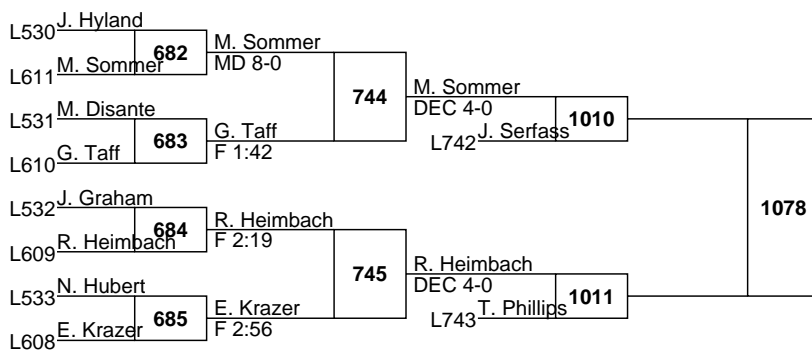 L530 J. Hyland
682
M. Sommer
MD 8-0
L611 M. Sommer
744
M. Sommer
DEC 4-0
L531 M. Disante
683
G. Taff
F 1:42
L610 G. Taff
L742 J. Serfass
1010
L532 J. Graham
684
R. Heimbach
F 2:19
L609 R. Heimbach
745
R. Heimbach
DEC 4-0
L533 N. Hubert
685
E. Krazer
F 2:56
L608 E. Krazer
L743 T. Phillips
1011
1078